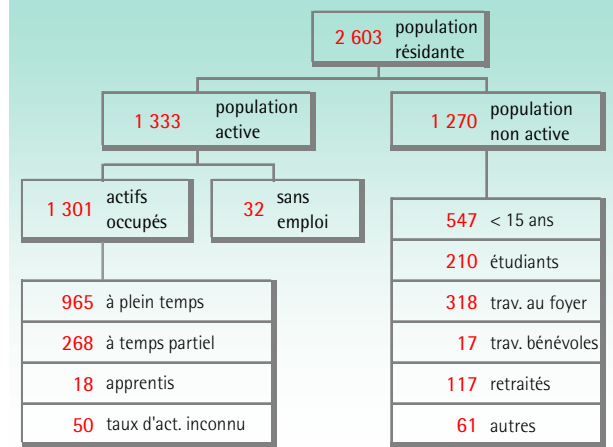 2 603 population
résidante
1 333 population
active
1 270 population
non active
1 301 actifs
occupés
32 sans
emploi
965 à plein temps
268 à temps partiel
18 apprentis
50 taux d'act. inconnu
547 < 15 ans
210 étudiants
318 trav. au foyer
17 trav. bénévoles
117 retraités
61 autres